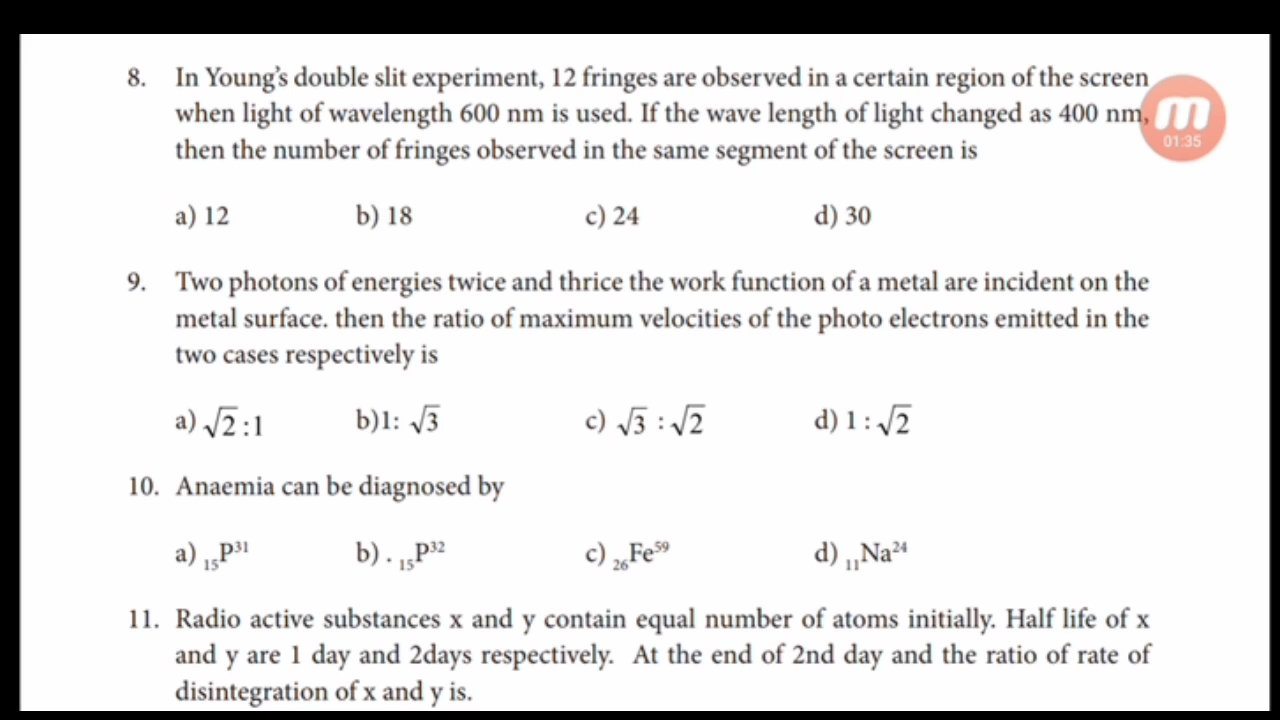 8. In Young's double slit experiment, 12 fringes are observed in a certain region of the screen
when light of wavelength 600 nm is used. If the wave length of light changed as 400 nm,
then the number of fringes observed in the same segment of the screen is
a) 12 b) 18 c) 24 d) 30
9. Two photons of energies twice and thrice the work function of a metal are incident on the
metal surface. then the ratio of maximum velocities of the photo electrons emitted in the
two cases respectively is
a) √2 : 1 b)1: √3 c) √3 : √2 d) 1 : √2
10. Anaemia can be diagnosed by
a) ₁₅P³¹ b) . ₁₅P³² c) ₂₆Fe⁵⁹ d) ₁₁Na²⁴
11. Radio active substances x and y contain equal number of atoms initially. Half life of x
and y are 1 day and 2days respectively. At the end of 2nd day and the ratio of rate of
disintegration of x and y is.
m
01:35